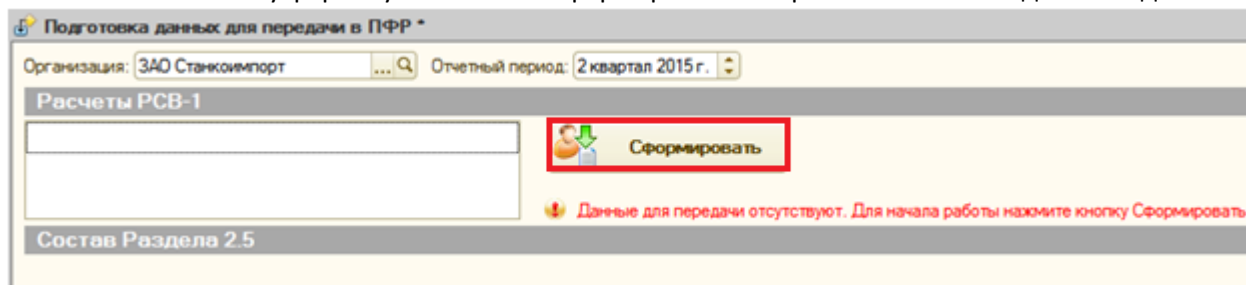 Подготовка данных для передачи в ПФР *
Организация: ЗАО Станкоимпорт ... Отчетный период: 2 квартал 2015 г.
Расчеты РСВ-1
Сформировать
Данные для передачи отсутствуют. Для начала работы нажмите кнопку Сформировать
Состав Раздела 2.5